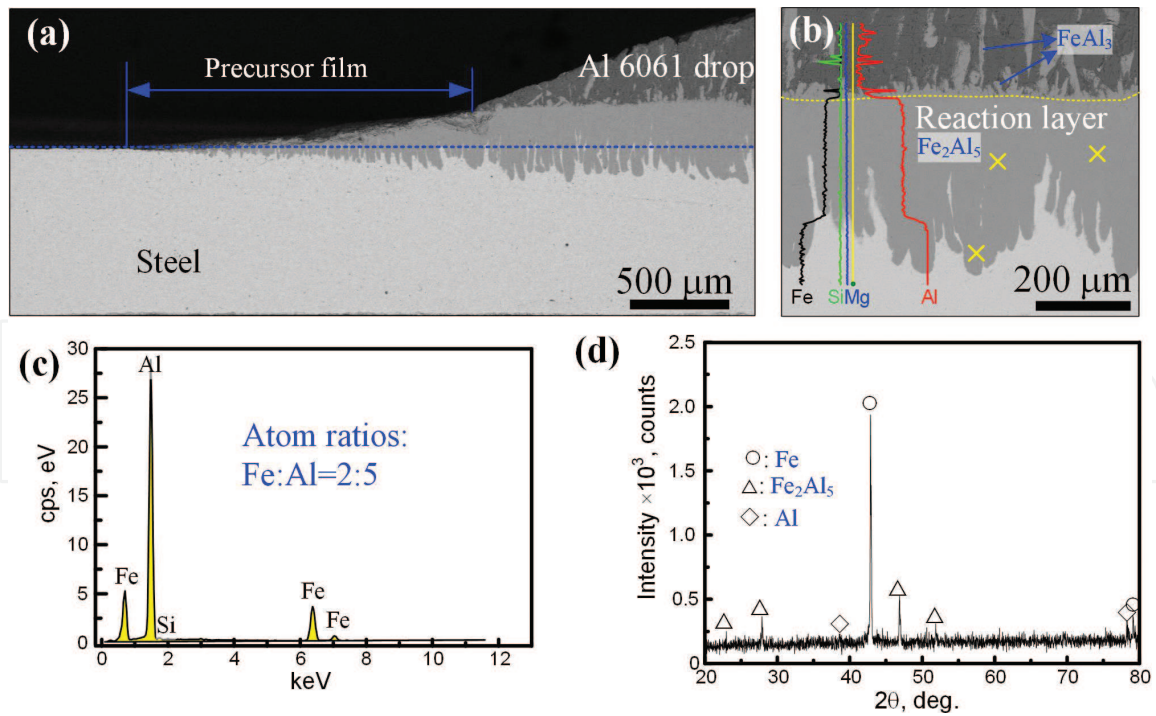 (a)
Precursor film
Al 6061 drop
Steel
500 μm
(b)
FeAl₃
Reaction layer
Fe₂Al₅
Fe
Si
Mg
Al
200 μm
(c)
30
25
20
15
10
5
0
cps, eV
Al
Atom ratios:
Fe:Al=2:5
Fe
Si
Fe
Fe
0 2 4 6 8 10 12
keV
(d)
2.5
2.0
1.5
1.0
0.5
0.0
Intensity ×10³, counts
○: Fe
△: Fe₂Al₅
◇: Al
20 30 40 50 60 70 80
2θ, deg.